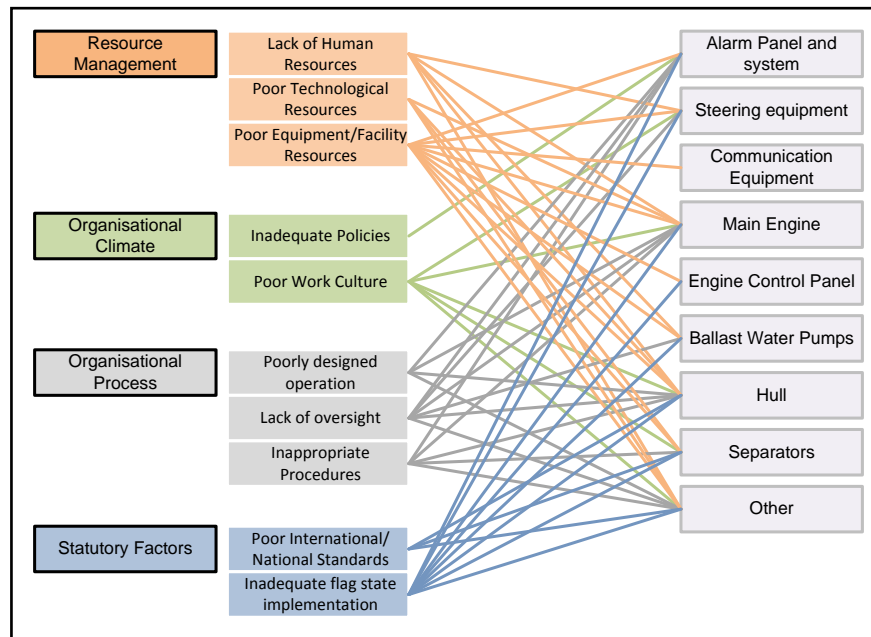 Resource
Management
Lack of Human
Resources
Poor Technological
Resources
Poor Equipment/Facility
Resources
Organisational
Climate
Inadequate Policies
Poor Work Culture
Organisational
Process
Poorly designed
operation
Lack of oversight
Inappropriate
Procedures
Statutory Factors
Poor International/
National Standards
Inadequate flag state
implementation
Alarm Panel and
system
Steering equipment
Communication
Equipment
Main Engine
Engine Control Panel
Ballast Water Pumps
Hull
Separators
Other